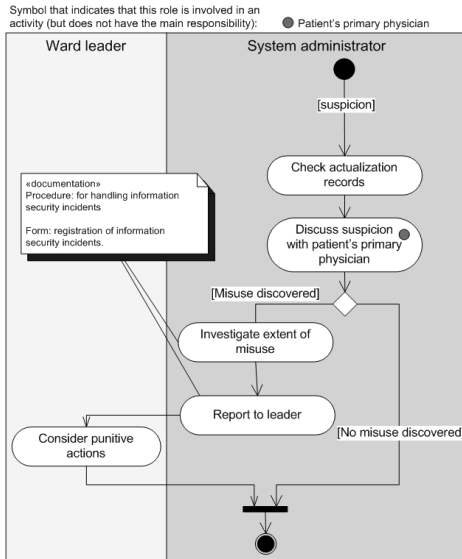 Symbol that indicates that this role is involved in an
activity (but does not have the main responsibility):
Patient's primary physician
Ward leader
System administrator
[suspicion]
Check actualization
records
«documentation»
Procedure: for handling information
security incidents
Form: registration of information
security incidents.
Discuss suspicion
with patient's primary
physician
[Misuse discovered]
Investigate extent of
misuse
Report to leader
Consider punitive
actions
[No misuse discovered]